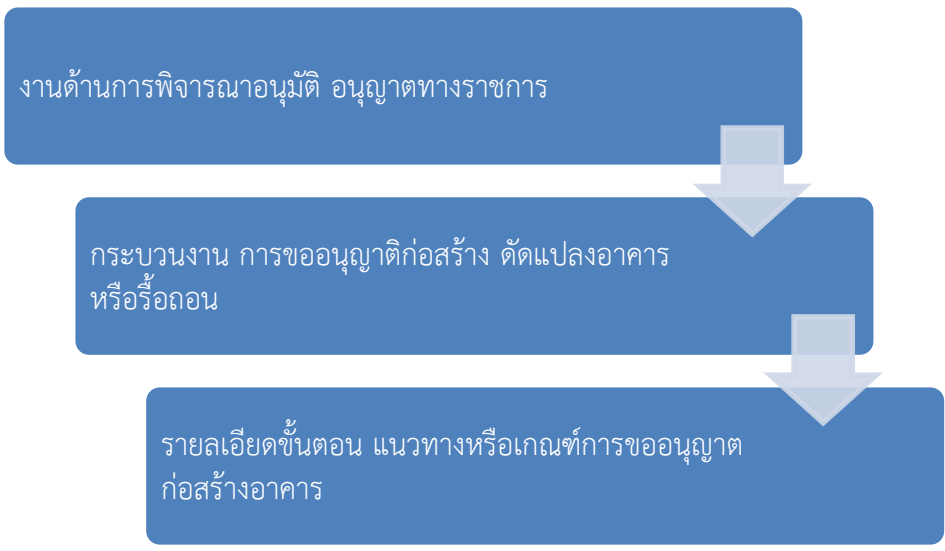 งานด้านการพิจารณาอนุมัติ อนุญาตทางราชการ
กระบวนงาน การขออนุญาติก่อสร้าง ดัดแปลงอาคาร
หรือรื้อถอน
รายลเอียดขั้นตอน แนวทางหรือเกณฑ์การขออนุญาต
ก่อสร้างอาคาร